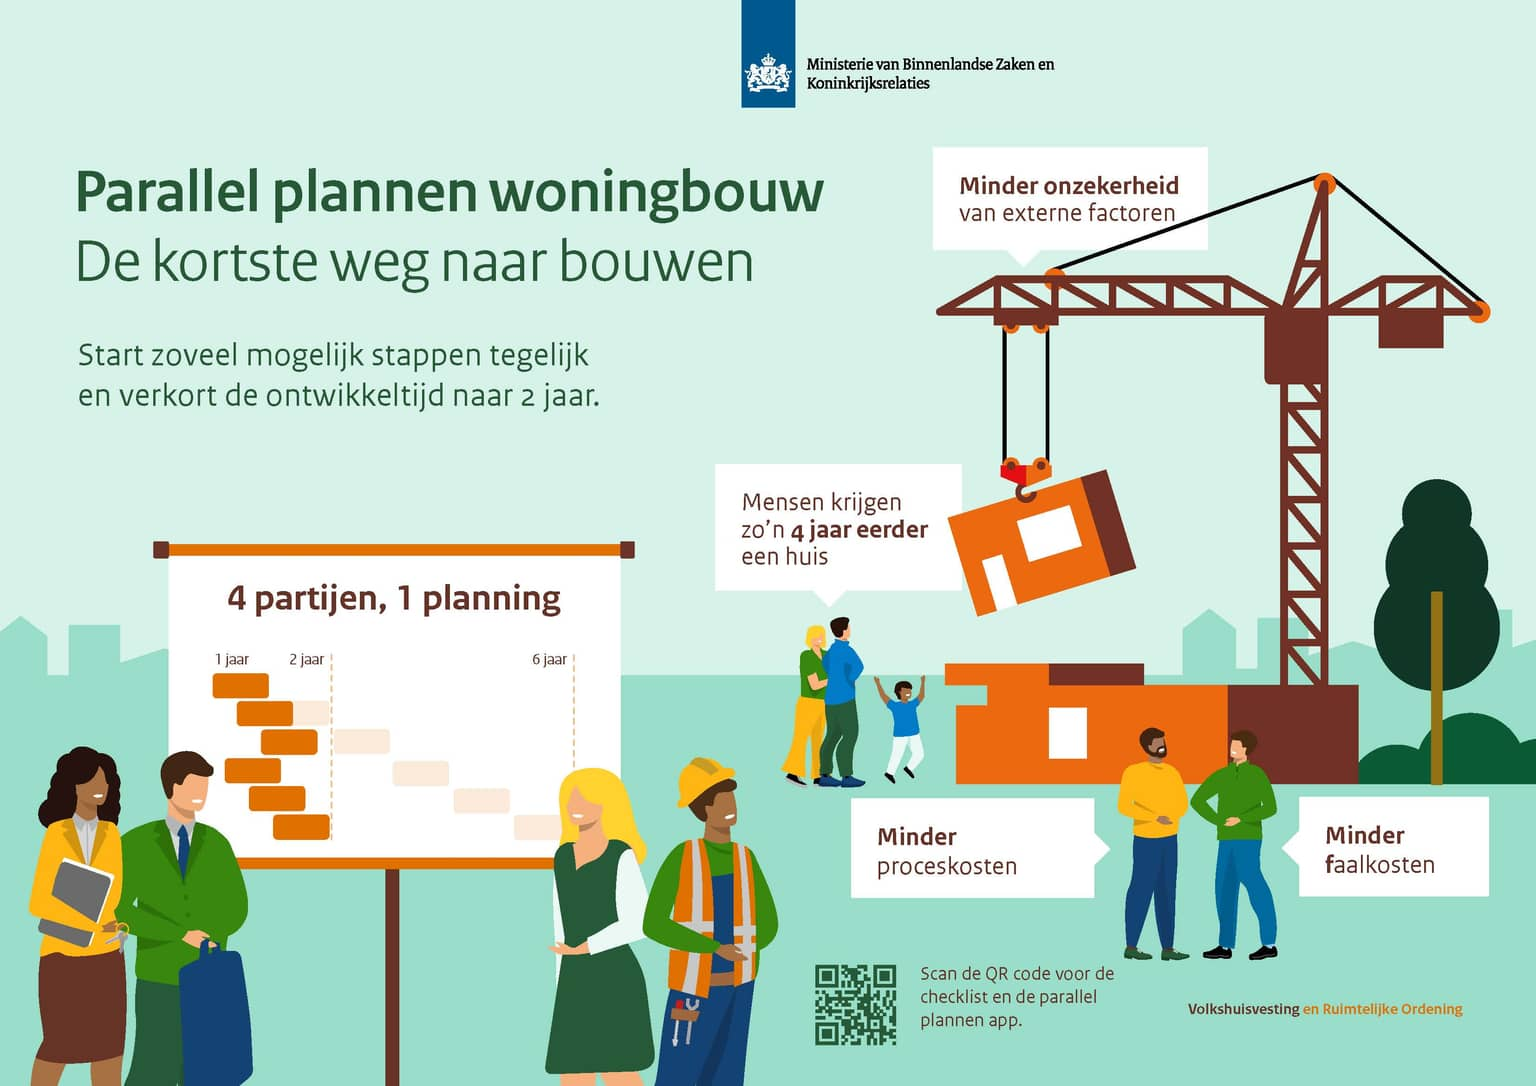 Ministerie van Binnenlandse Zaken en
Koninkrijksrelaties
Parallel plannen woningbouw
De kortste weg naar bouwen
Start zoveel mogelijk stappen tegelijk
en verkort de ontwikkeltijd naar 2 jaar.
Minder onzekerheid
van externe factoren
Mensen krijgen
zo’n 4 jaar eerder
een huis
4 partijen, 1 planning
1 jaar
2 jaar
6 jaar
Minder
proceskosten
Minder
faalkosten
Scan de QR code voor de
checklist en de parallel
plannen app.
Volkshuisvesting en Ruimtelijke Ordening